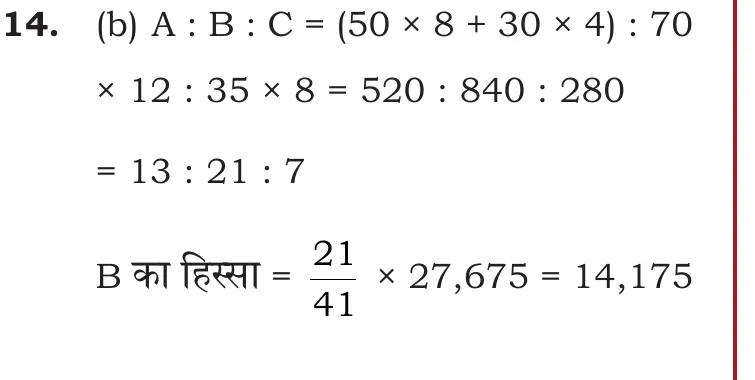 14. (b) A : B : C = (50 × 8 + 30 × 4) : 70
× 12 : 35 × 8 = 520 : 840 : 280
= 13 : 21 : 7
B का हिस्सा = 21/41 × 27,675 = 14,175